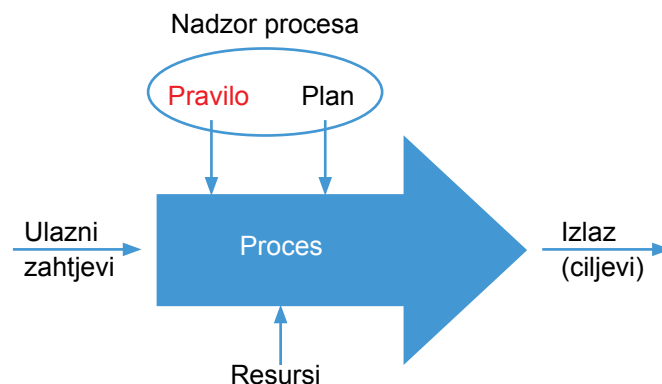 Nadzor procesa
Pravilo Plan
Ulazni
zahtjevi
Proces
Izlaz
(ciljevi)
Resursi